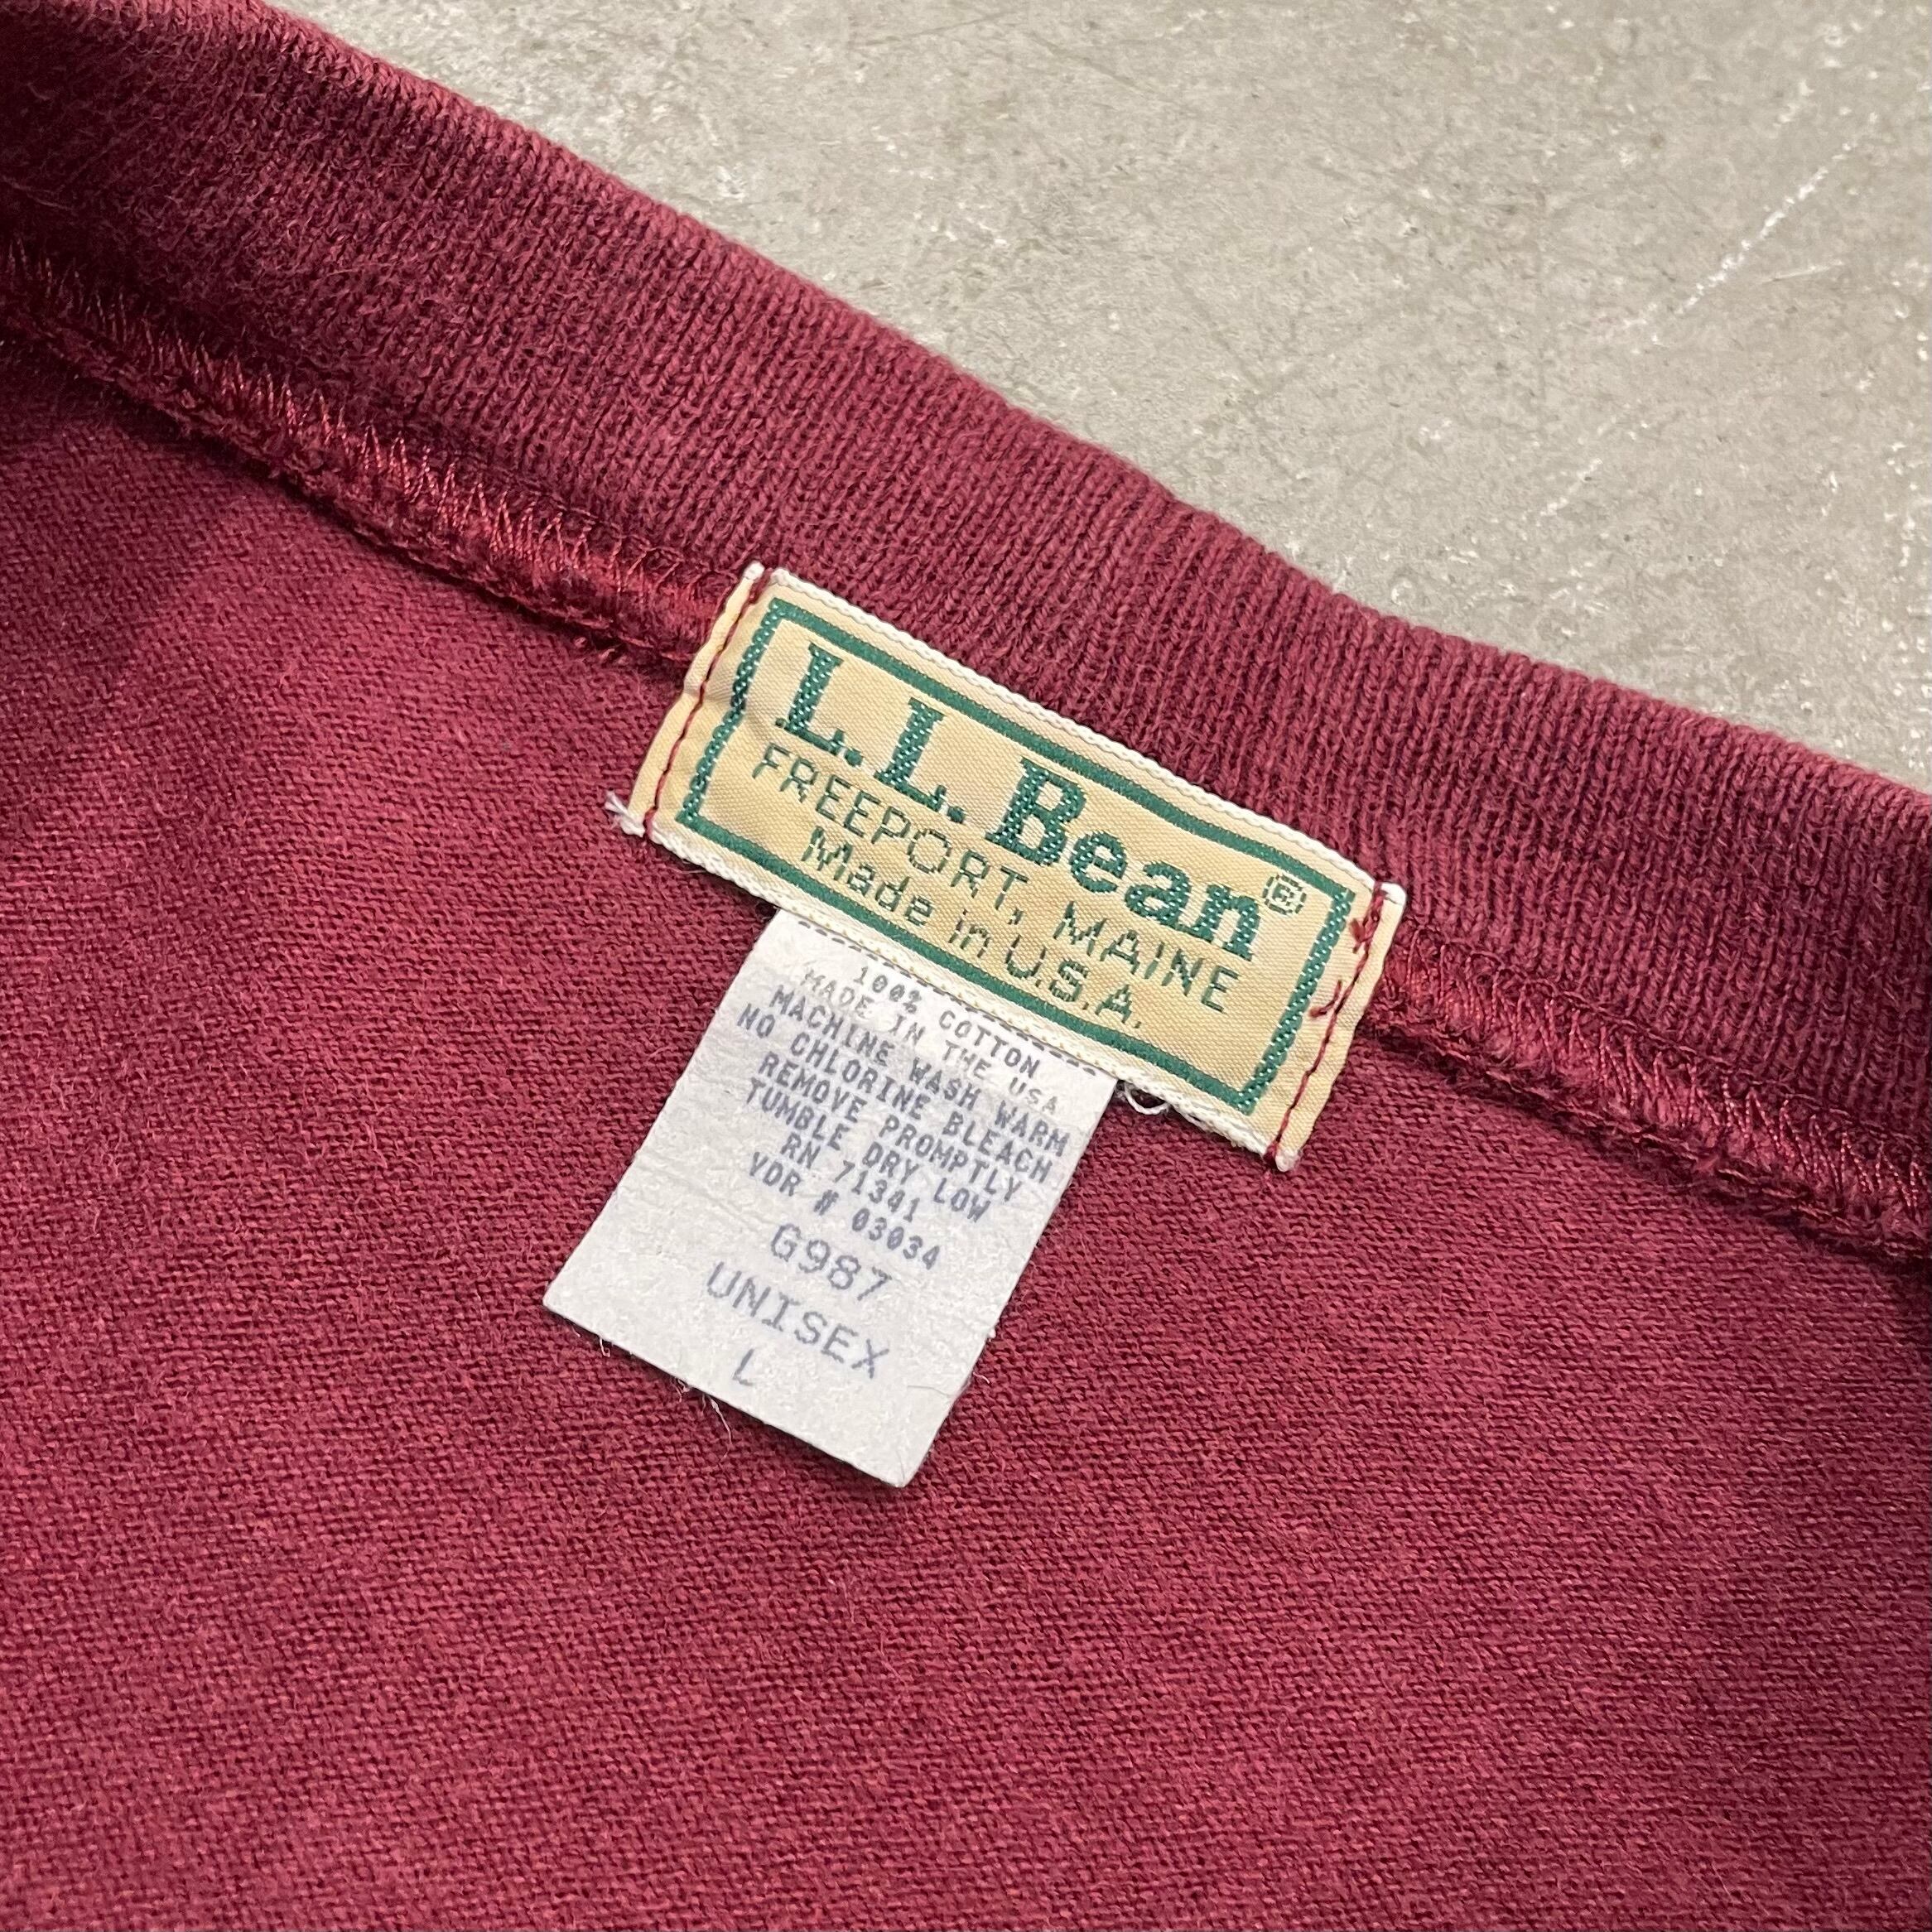 L.L.Bean®
FREEPORT, MAINE
Made in U.S.A.
100% COTTON
MADE IN THE USA
MACHINE WASH WARM
NO CHLORINE BLEACH
REMOVE PROMPTLY
TUMBLE DRY LOW
RN 71341
VDR # 03034
G987
UNISEX
L